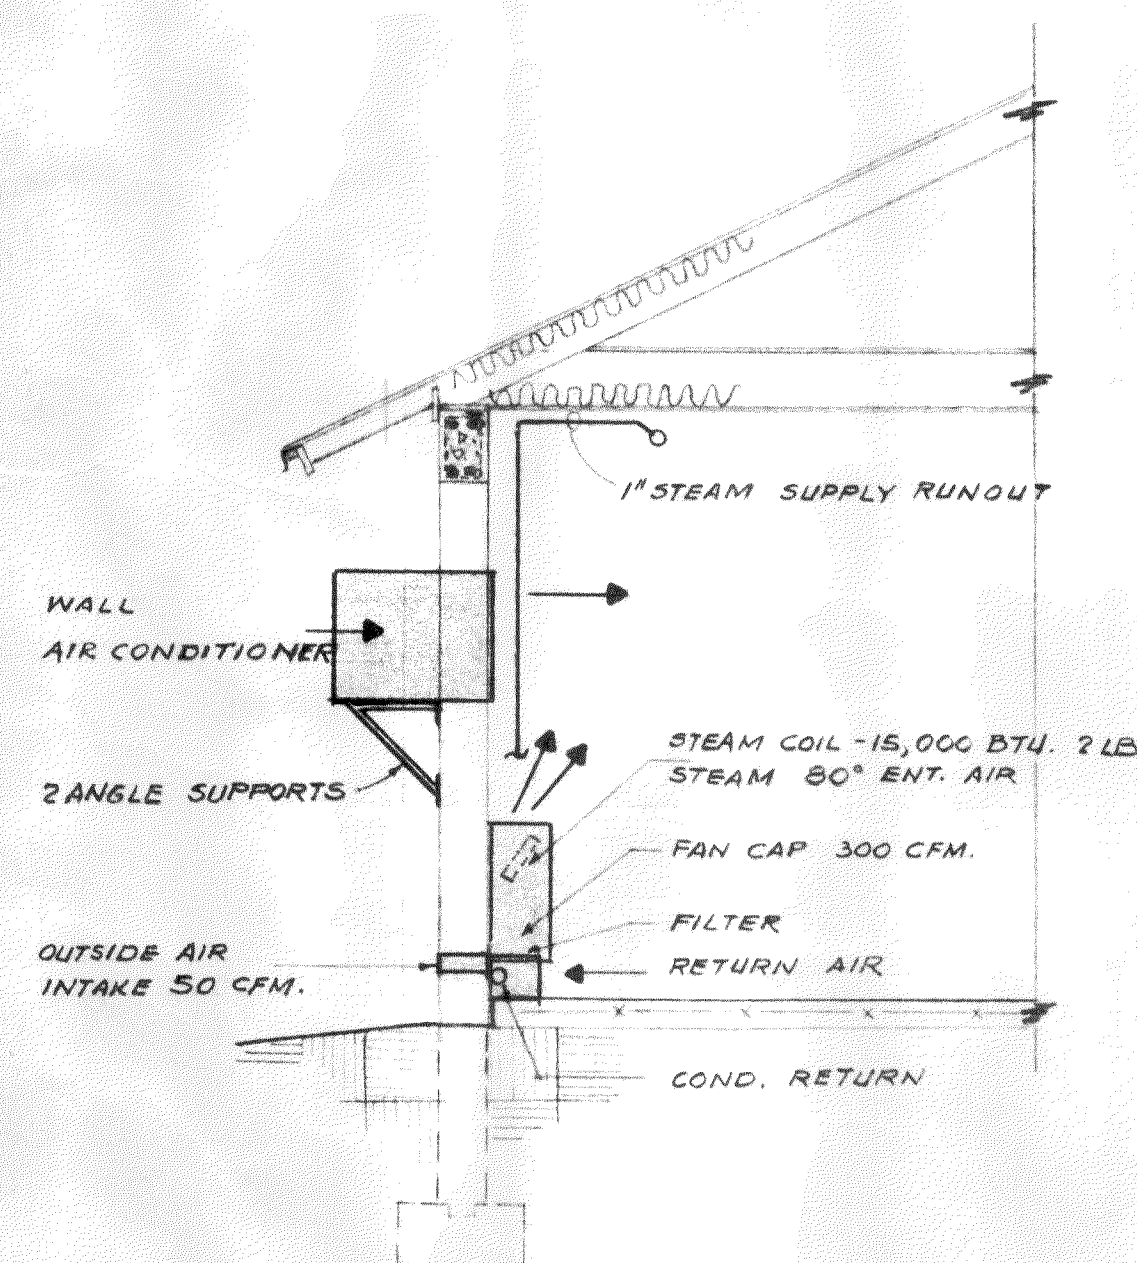 1" STEAM SUPPLY RUNOUT
WALL
AIR CONDITIONER
STEAM COIL - 15,000 BTU. 2 LB
STEAM 80° ENT. AIR
2 ANGLE SUPPORTS
FAN CAP 300 CFM.
FILTER
OUTSIDE AIR
INTAKE 50 CFM.
RETURN AIR
COND. RETURN